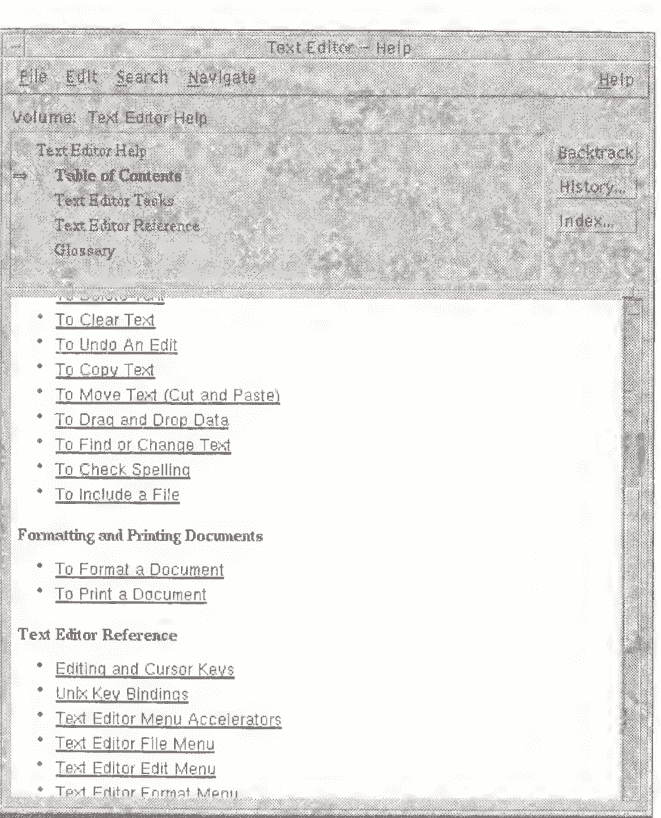 Text Editor – Help
File Edit Search Navigate Help
Volume: Text Editor Help
Text Editor Help
Backtrack
⇒ Table of Contents
History...
Text Editor Tasks
Text Editor Reference
Index...
Glossary
To Delete Text
• To Clear Text
• To Undo An Edit
• To Copy Text
• To Move Text (Cut and Paste)
• To Drag and Drop Data
• To Find or Change Text
• To Check Spelling
• To Include a File
Formatting and Printing Documents
• To Format a Document
• To Print a Document
Text Editor Reference
• Editing and Cursor Keys
• Unix Key Bindings
• Text Editor Menu Accelerators
• Text Editor File Menu
• Text Editor Edit Menu
• Text Editor Format Menu